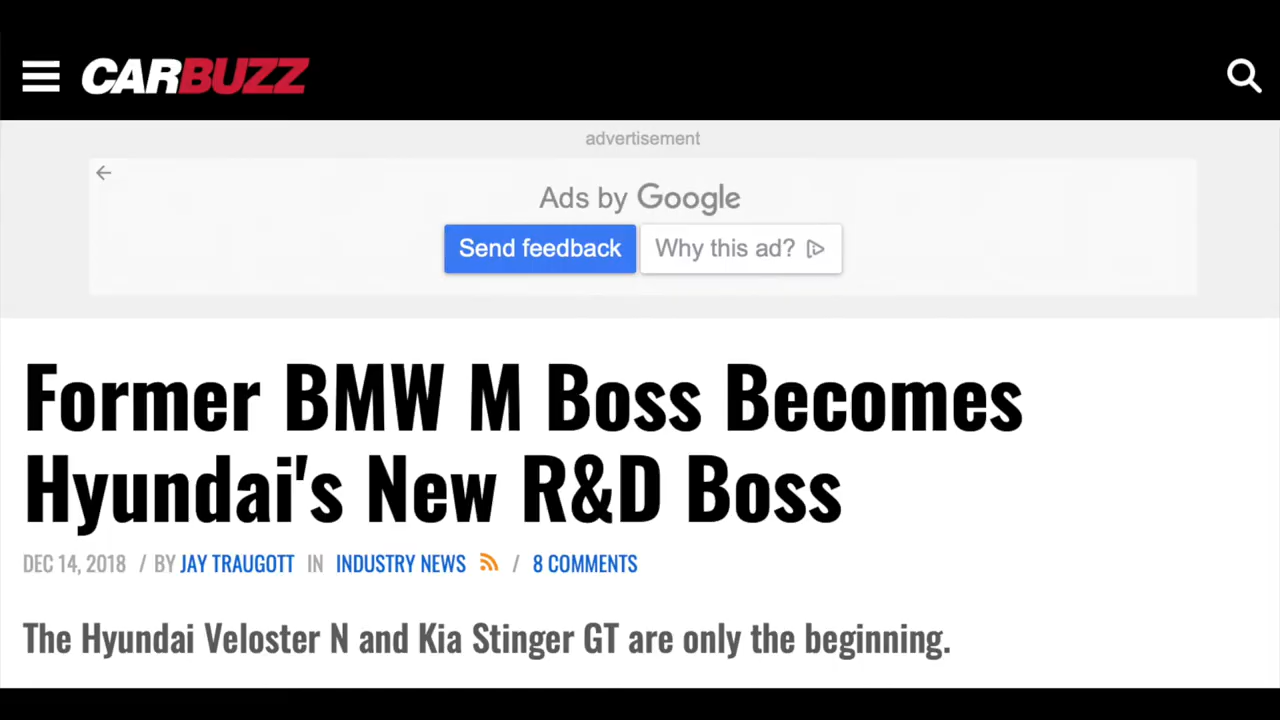 CARBUZZ
advertisement
Ads by Google
Send feedback Why this ad?
Former BMW M Boss Becomes
Hyundai's New R&D Boss
DEC 14, 2018 / BY JAY TRAUGOTT IN INDUSTRY NEWS / 8 COMMENTS
The Hyundai Veloster N and Kia Stinger GT are only the beginning.